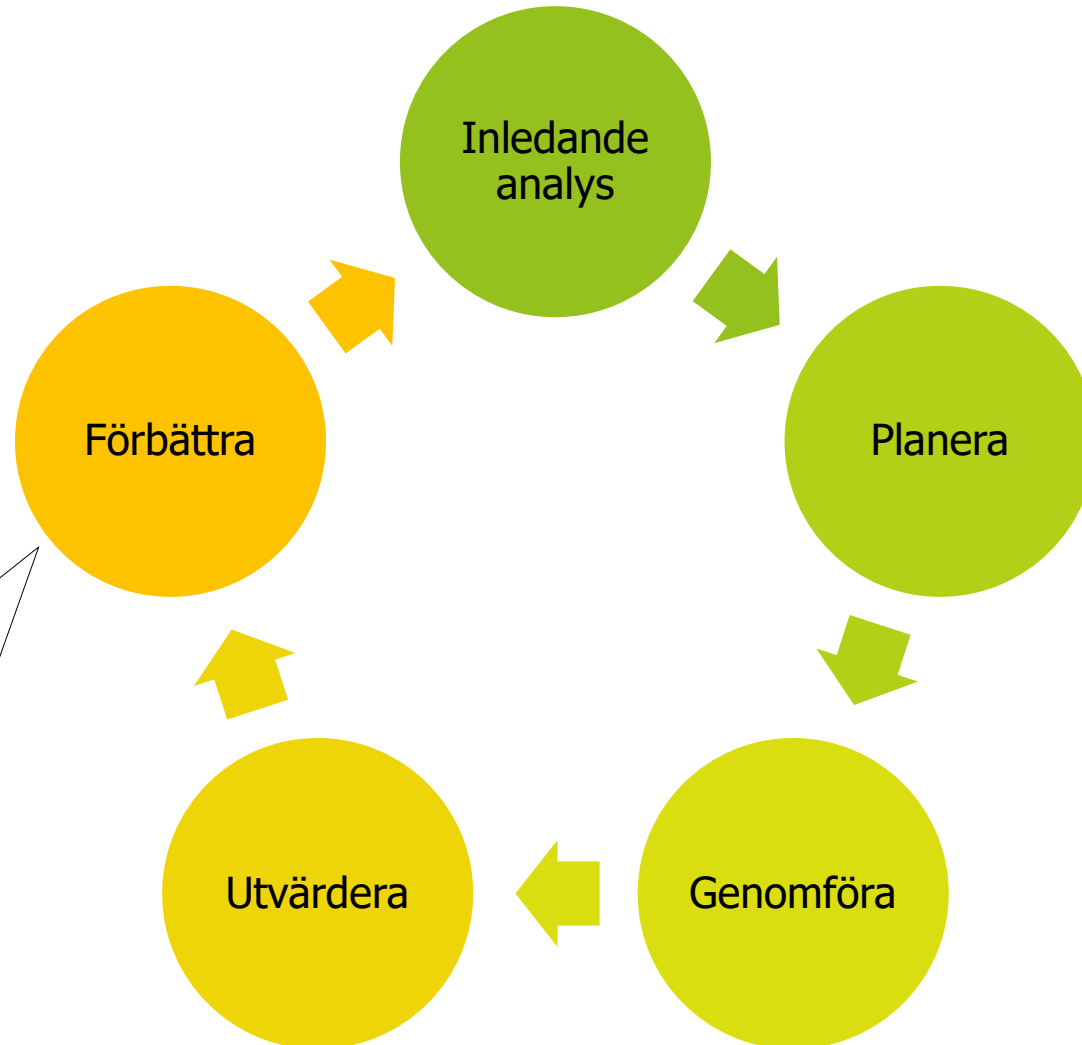 Inledande
analys
Planera
Genomföra
Utvärdera
Förbättra